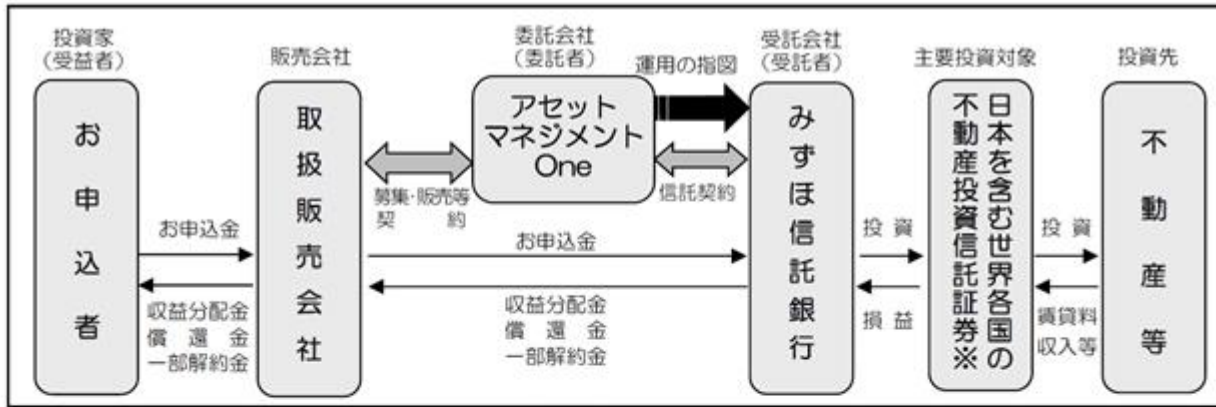 投資家
(受益者)
お申込者
販売会社
取扱販売会社
委託会社
(委託者)
アセット
マネジメント
One
運用の指図
受託会社
(受託者)
みずほ信託銀行
主要投資対象
日本を含む世界各国の
不動産投資信託証券※
投資先
不動産等
募集・販売等
契約
信託契約
お申込金
収益分配金
償還金
一部解約金
お申込金
収益分配金
償還金
一部解約金
投資
損益
投資
賃貸料
収入等